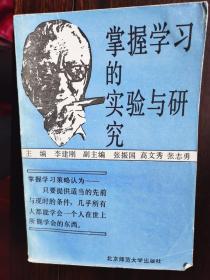 掌握学习
的
实验与研
究
主编 李建刚 副主编 张振国 高文秀 张志勇
掌握学习策略认为——
只要提供适当的先前
与现时的条件，几乎所有
人都能学会一个人在世上
所能学会的东西。
北京师范大学出版社